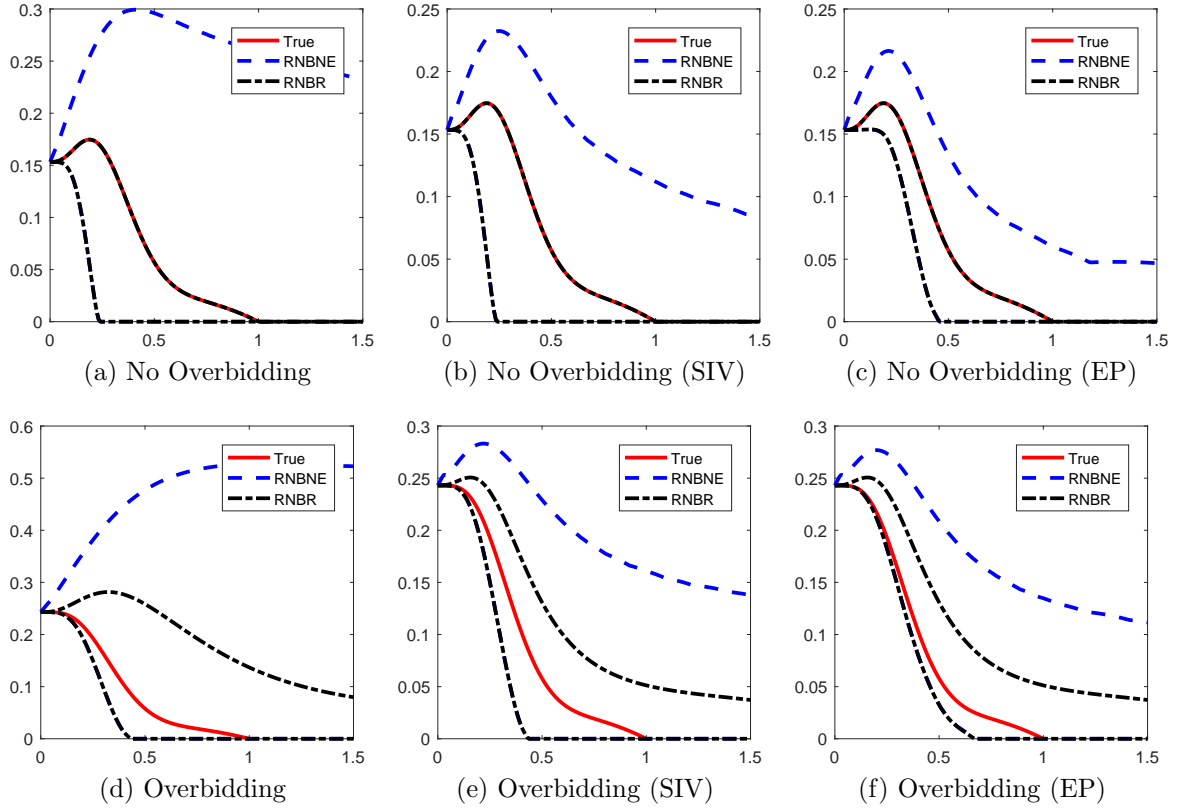 0.3
0.25
0.2
0.15
0.1
0.05
0
0
0.5
1
1.5
True
RNBNE
RNBR
(a) No Overbidding
0.25
0.2
0.15
0.1
0.05
0
0
0.5
1
1.5
True
RNBNE
RNBR
(b) No Overbidding (SIV)
0.25
0.2
0.15
0.1
0.05
0
0
0.5
1
1.5
True
RNBNE
RNBR
(c) No Overbidding (EP)
0.6
0.5
0.4
0.3
0.2
0.1
0
0
0.5
1
1.5
True
RNBNE
RNBR
(d) Overbidding
0.3
0.25
0.2
0.15
0.1
0.05
0
0
0.5
1
1.5
True
RNBNE
RNBR
(e) Overbidding (SIV)
0.3
0.25
0.2
0.15
0.1
0.05
0
0
0.5
1
1.5
True
RNBNE
RNBR
(f) Overbidding (EP)